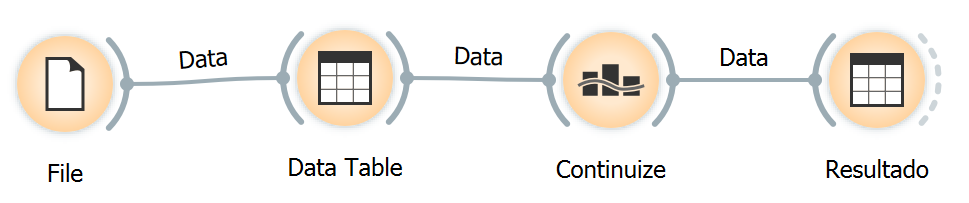 Data
Data
Data
File
Data Table
Continuize
Resultado